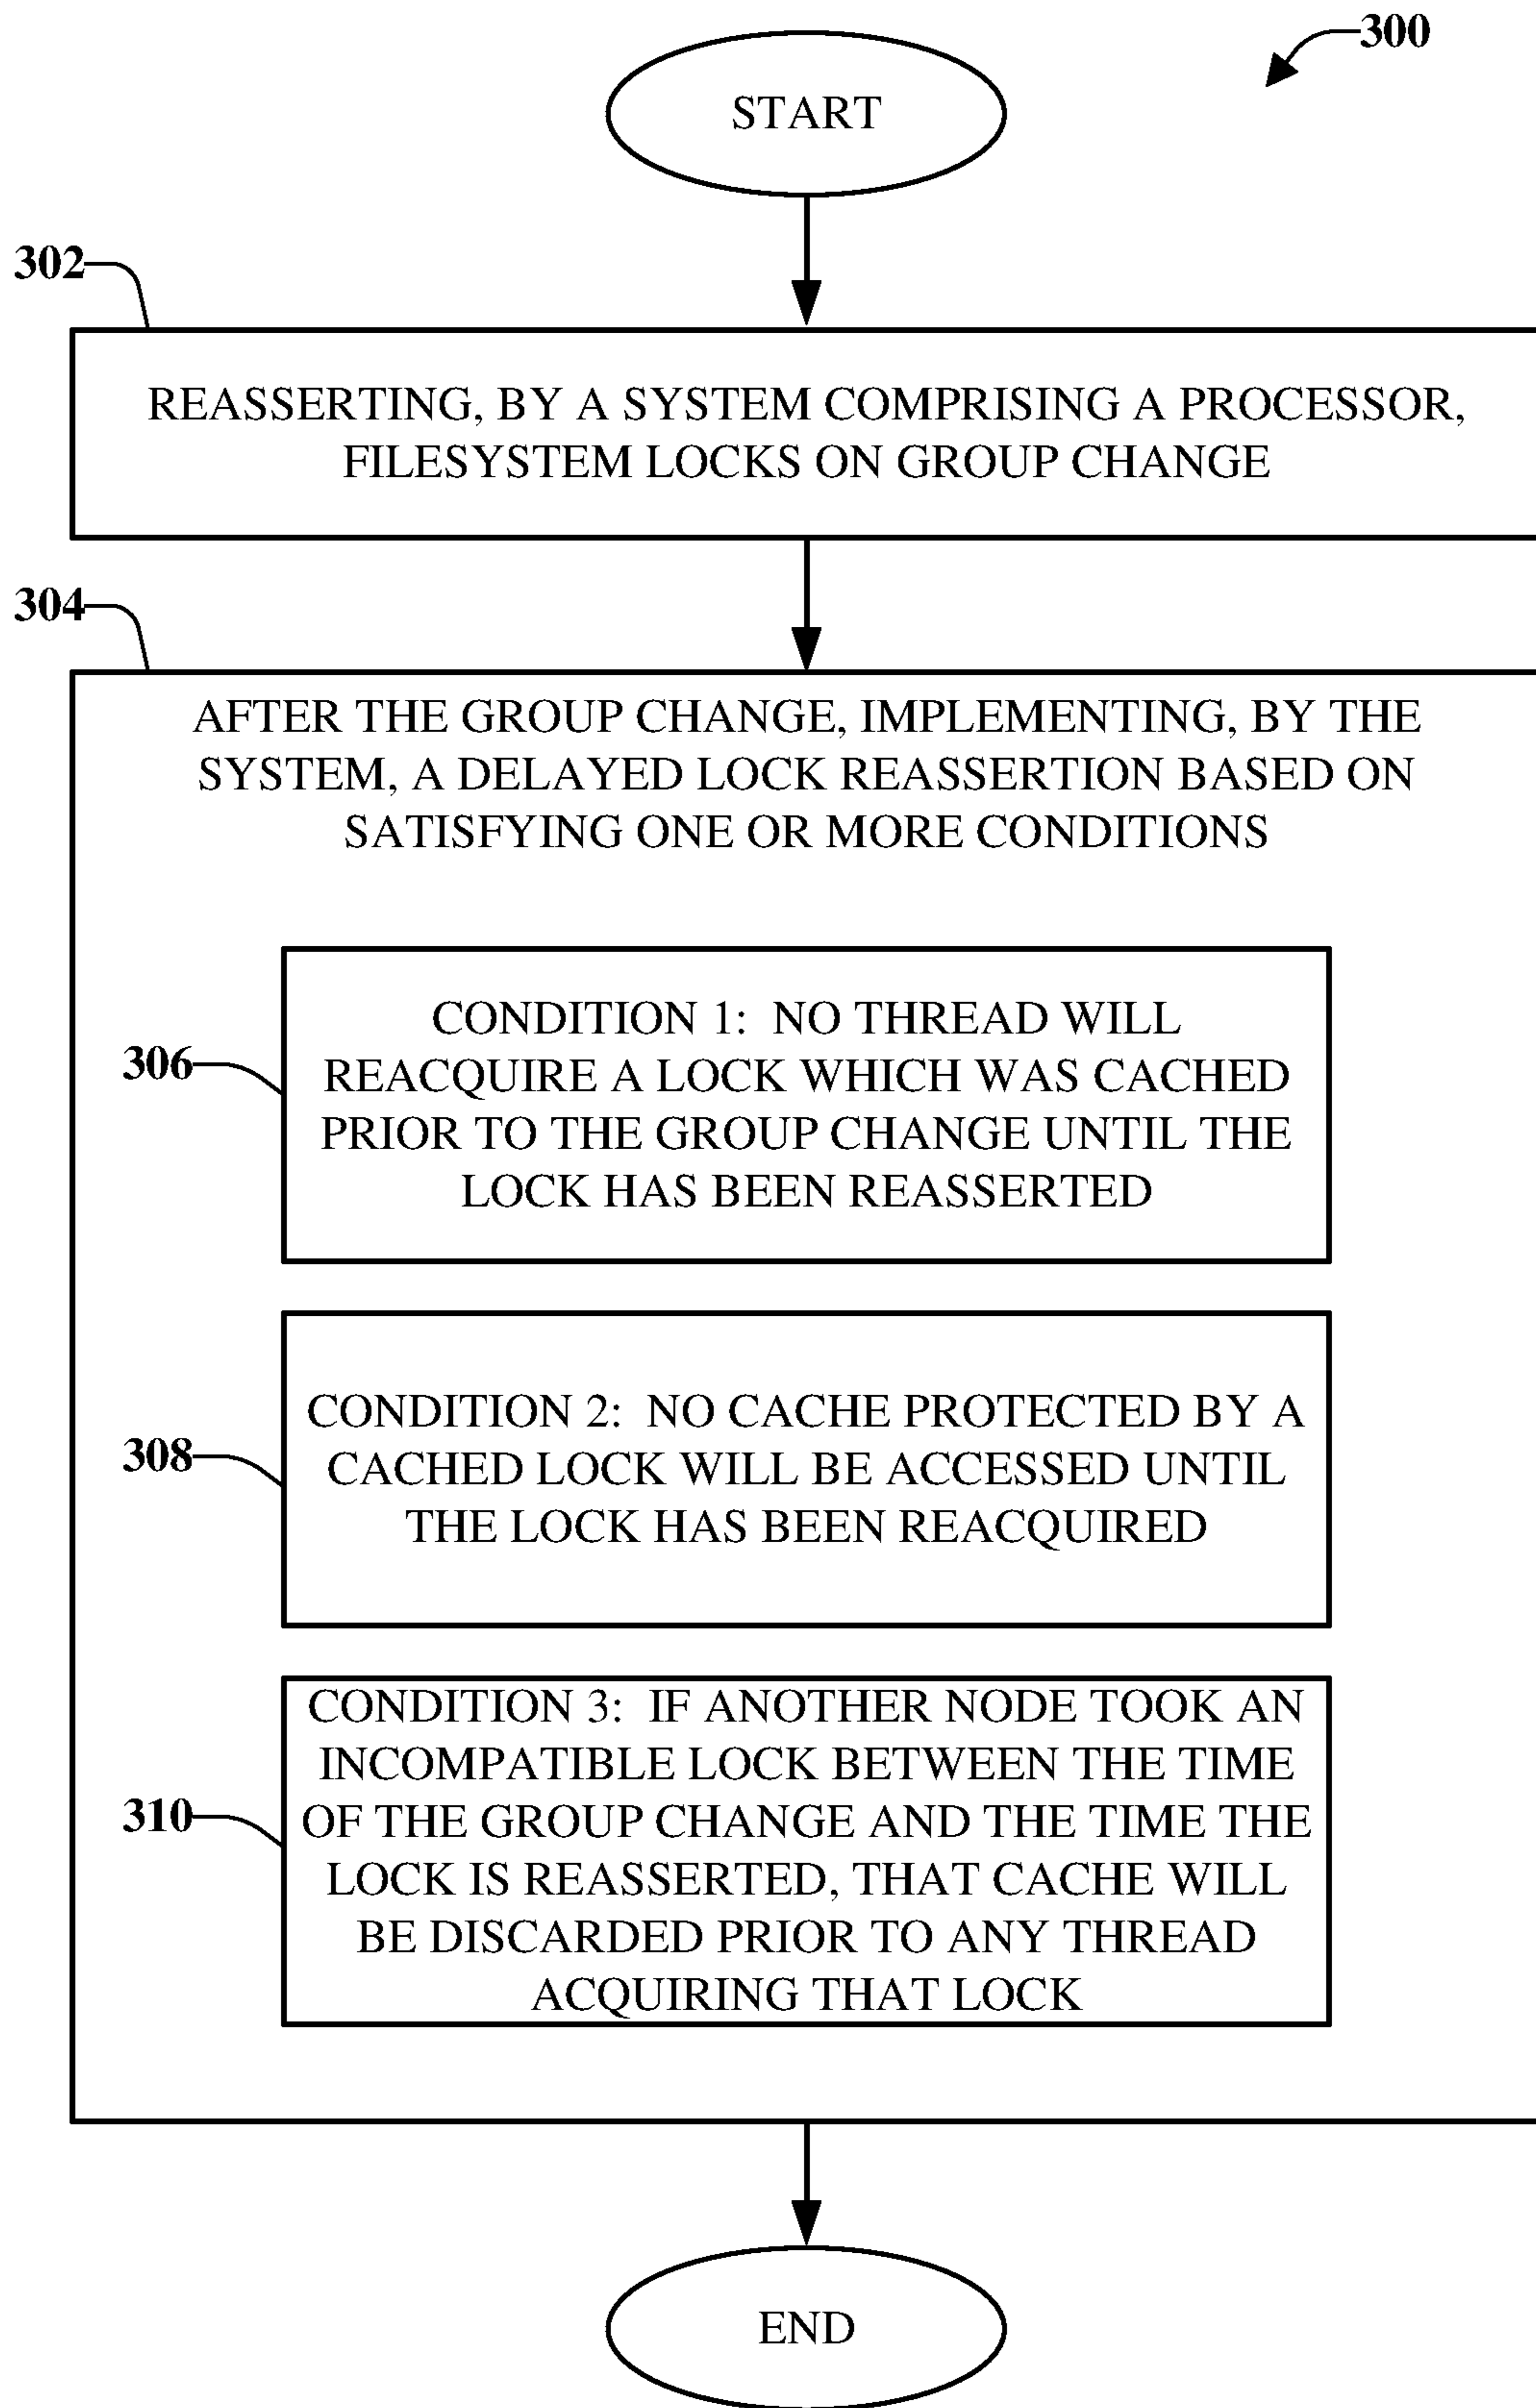 300
START
302
REASSERTING, BY A SYSTEM COMPRISING A PROCESSOR,
FILESYSTEM LOCKS ON GROUP CHANGE
304
AFTER THE GROUP CHANGE, IMPLEMENTING, BY THE
SYSTEM, A DELAYED LOCK REASSERTION BASED ON
SATISFYING ONE OR MORE CONDITIONS
306
CONDITION 1: NO THREAD WILL
REACQUIRE A LOCK WHICH WAS CACHED
PRIOR TO THE GROUP CHANGE UNTIL THE
LOCK HAS BEEN REASSERTED
308
CONDITION 2: NO CACHE PROTECTED BY A
CACHED LOCK WILL BE ACCESSED UNTIL
THE LOCK HAS BEEN REACQUIRED
310
CONDITION 3: IF ANOTHER NODE TOOK AN
INCOMPATIBLE LOCK BETWEEN THE TIME
OF THE GROUP CHANGE AND THE TIME THE
LOCK IS REASSERTED, THAT CACHE WILL
BE DISCARDED PRIOR TO ANY THREAD
ACQUIRING THAT LOCK
END